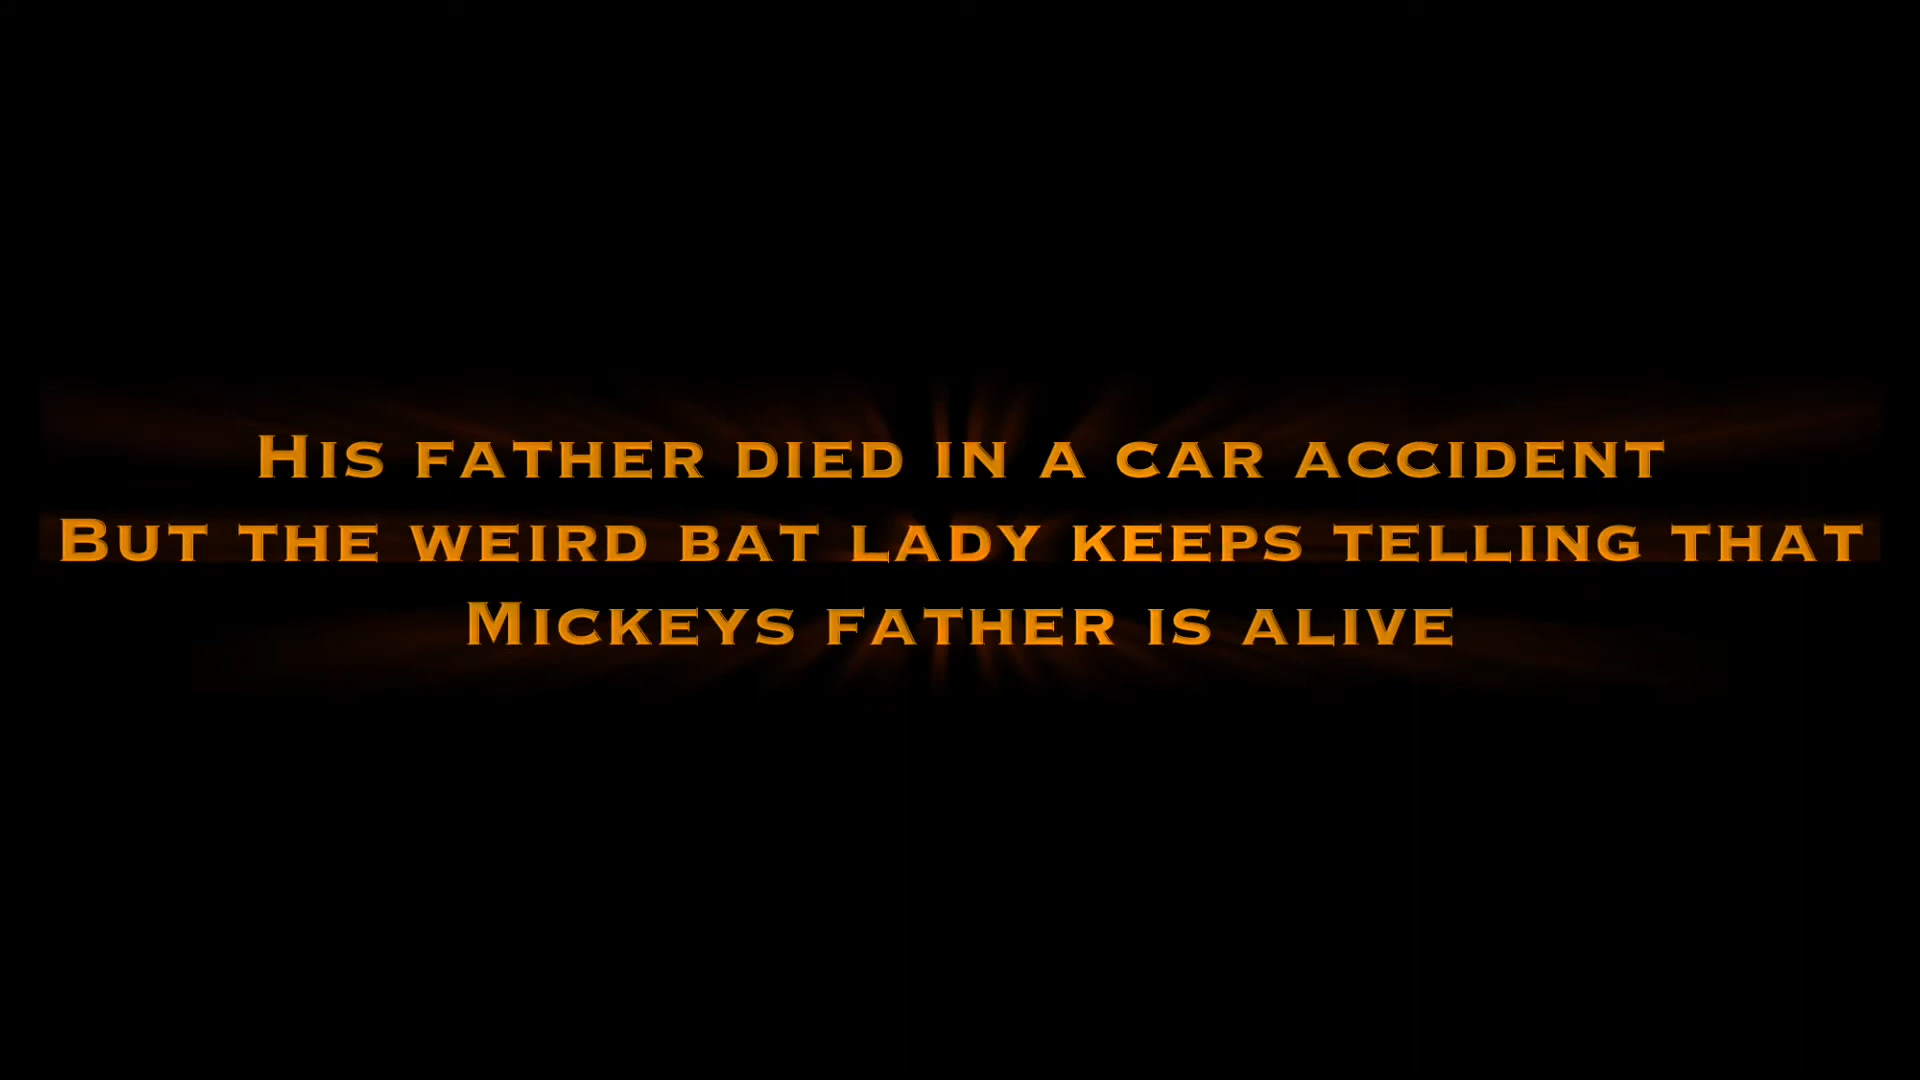 His father died in a car accident
But the weird bat lady keeps telling that
Mickeys father is alive